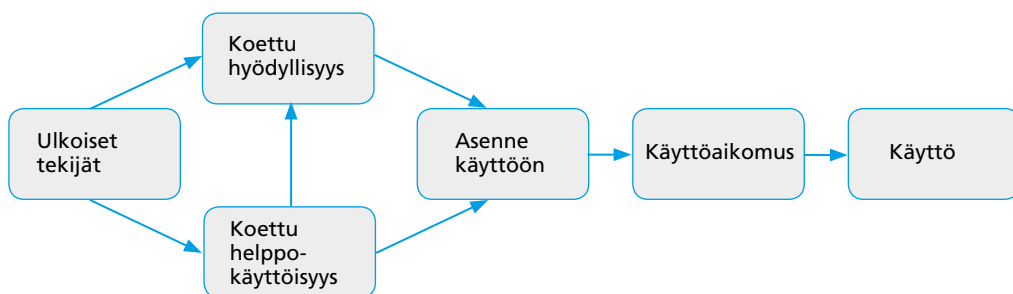 Koettu
hyödyllisyys
Ulkoiset
tekijät
Asenne
käyttöön
Käyttöaikomus
Käyttö
Koettu
helppo-
käyttöisyys